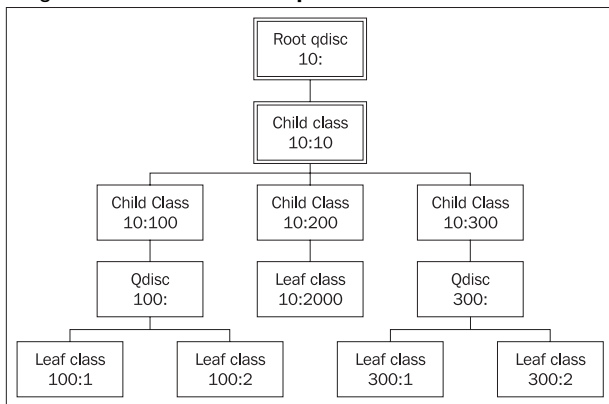 Root qdisc
10:
Child class
10:10
Child Class
10:100
Child Class
10:200
Child Class
10:300
Qdisc
100:
Leaf class
10:2000
Qdisc
300:
Leaf class
100:1
Leaf class
100:2
Leaf class
300:1
Leaf class
300:2